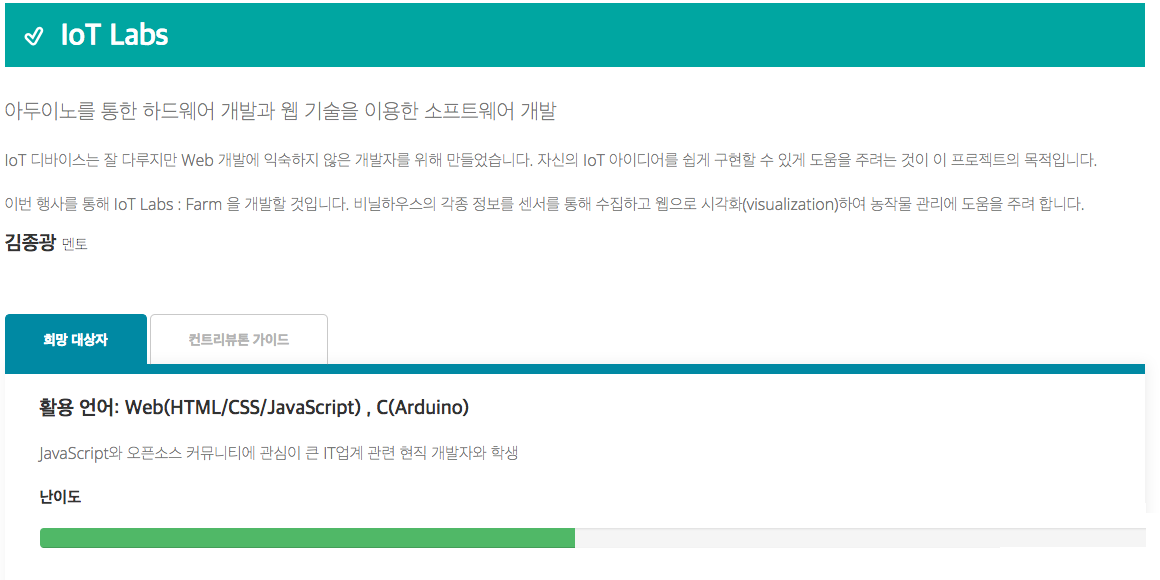 IoT Labs
아두이노를 통한 하드웨어 개발과 웹 기술을 이용한 소프트웨어 개발
IoT 디바이스는 잘 다루지만 Web 개발에 익숙하지 않은 개발자를 위해 만들었습니다. 자신의 IoT 아이디어를 쉽게 구현할 수 있게 도움을 주려는 것이 이 프로젝트의 목적입니다.
이번 행사를 통해 IoT Labs : Farm 을 개발할 것입니다. 비닐하우스의 각종 정보를 센서를 통해 수집하고 웹으로 시각화(visualization)하여 농작물 관리에 도움을 주려 합니다.
김종광 멘토
희망 대상자 컨트리뷰톤 가이드
활용 언어: Web(HTML/CSS/JavaScript) , C(Arduino)
JavaScript와 오픈소스 커뮤니티에 관심이 큰 IT업계 관련 현직 개발자와 학생
난이도